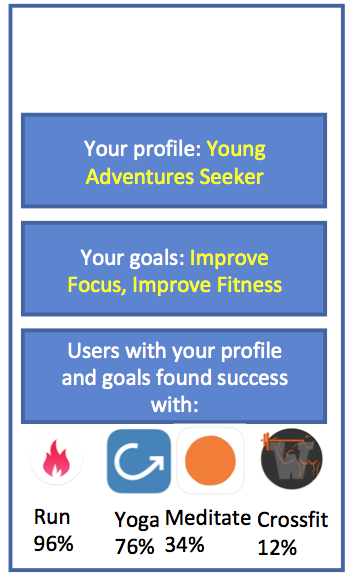 Your profile: Young
Adventures Seeker
Your goals: Improve
Focus, Improve Fitness
Users with your profile
and goals found success
with:
Run Yoga Meditate Crossfit
96% 76% 34% 12%